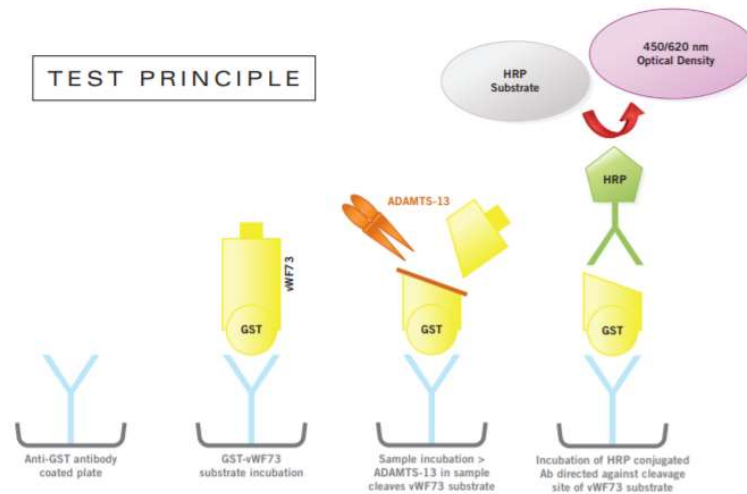 TEST PRINCIPLE
HRP
Substrate
450/620 nm
Optical Density
HRP
ADAMTS-13
vWF73
GST
GST
GST
Anti-GST antibody
coated plate
GST-vWF73
substrate incubation
Sample incubation >
ADAMTS-13 in sample
cleaves vWF73 substrate
Incubation of HRP conjugated
Ab directed against cleavage
site of vWF73 substrate